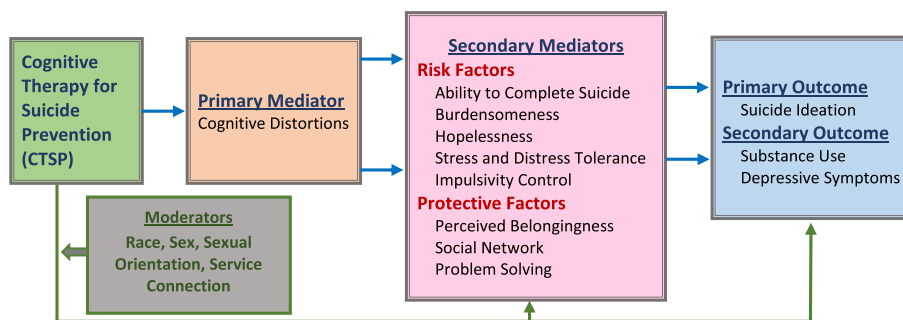 Cognitive
Therapy for
Suicide
Prevention
(CTSP)
Primary Mediator
Cognitive Distortions
Secondary Mediators
Risk Factors
Ability to Complete Suicide
Burdensomeness
Hopelessness
Stress and Distress Tolerance
Impulsivity Control
Protective Factors
Perceived Belongingness
Social Network
Problem Solving
Primary Outcome
Suicide Ideation
Secondary Outcome
Substance Use
Depressive Symptoms
Moderators
Race, Sex, Sexual
Orientation, Service
Connection